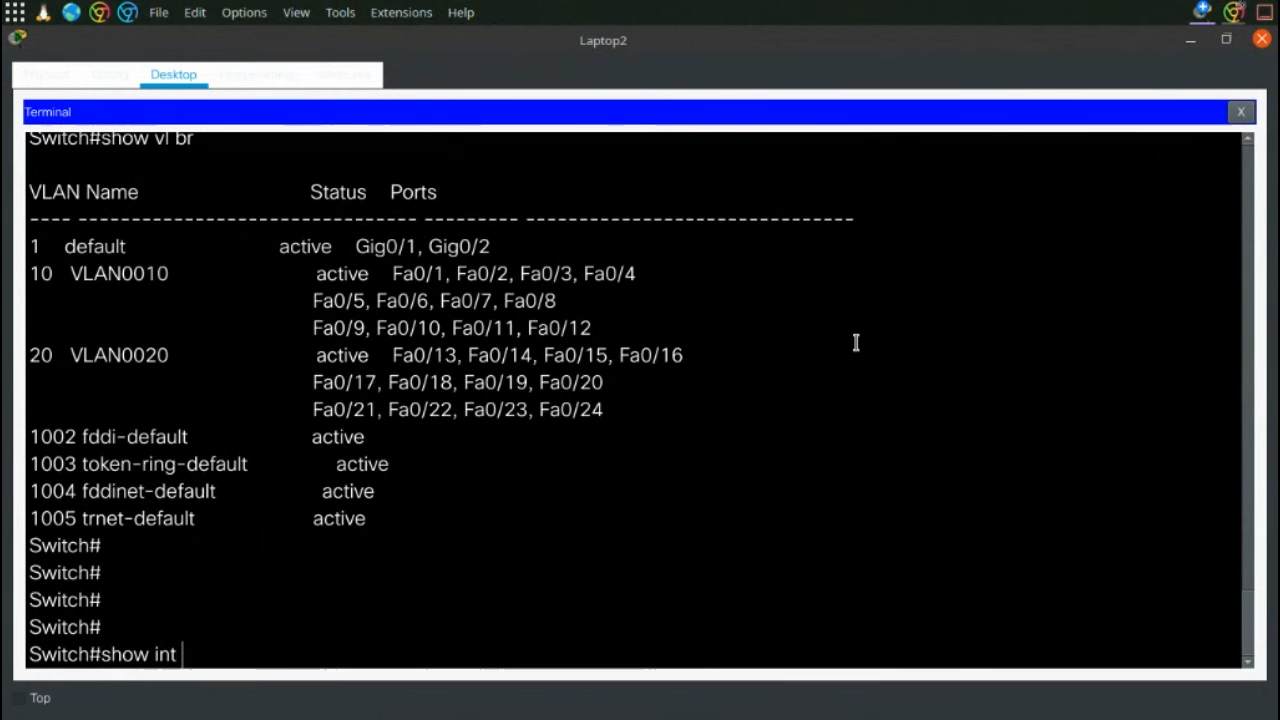 File Edit Options View Tools Extensions Help
Laptop2
Desktop
Terminal X
Switch#show vl br
VLAN Name Status Ports
---- -------------------------------- --------- -------------------------------
1 default active Gig0/1, Gig0/2
10 VLAN0010 active Fa0/1, Fa0/2, Fa0/3, Fa0/4
Fa0/5, Fa0/6, Fa0/7, Fa0/8
Fa0/9, Fa0/10, Fa0/11, Fa0/12
20 VLAN0020 active Fa0/13, Fa0/14, Fa0/15, Fa0/16
Fa0/17, Fa0/18, Fa0/19, Fa0/20
Fa0/21, Fa0/22, Fa0/23, Fa0/24
1002 fddi-default active
1003 token-ring-default active
1004 fddinet-default active
1005 trnet-default active
Switch#
Switch#
Switch#
Switch#
Switch#show int
Top